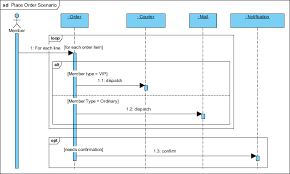 sd Place Order Scenario
: Order
: Courier
: Mail
: Notification
Member
loop
1: For each line
[for each order item]
alt
[Member type = VIP]
1.1: dispatch
[Member Type = Ordinary]
1.2: dispatch
opt
[needs confirmation]
1.3: confirm